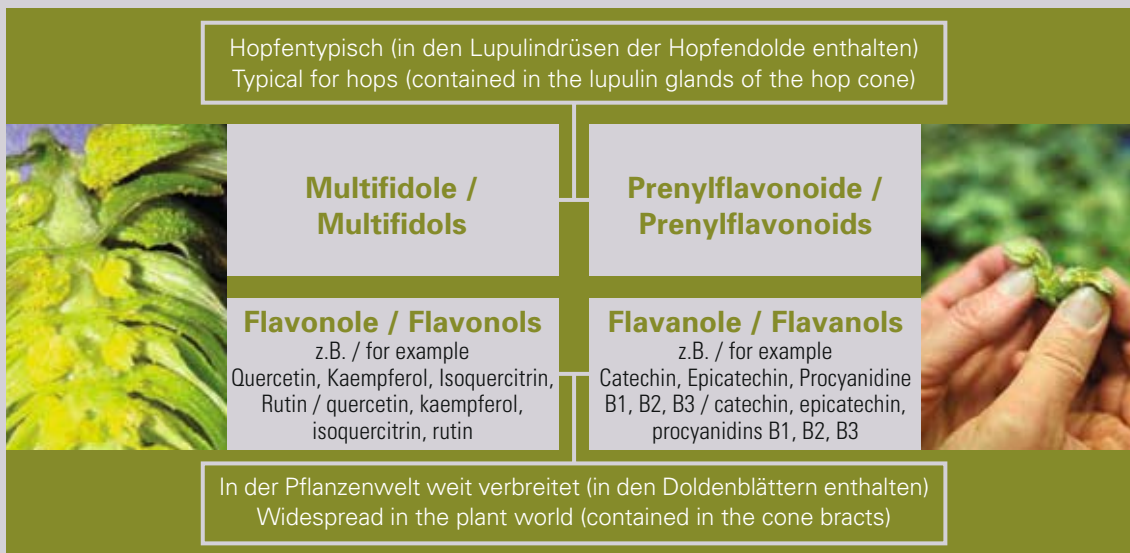 Hopfentypisch (in den Lupulindrüsen der Hopfendolde enthalten)
Typical for hops (contained in the lupulin glands of the hop cone)
Multifidole /
Multifidols
Prenylflavonoide /
Prenylflavonoids
Flavonole / Flavonols
z.B. / for example
Quercetin, Kaempferol, Isoquercitrin,
Rutin / quercetin, kaempferol,
isoquercitrin, rutin
Flavanole / Flavanols
z.B. / for example
Catechin, Epicatechin, Procyanidine
B1, B2, B3 / catechin, epicatechin,
procyanidins B1, B2, B3
In der Pflanzenwelt weit verbreitet (in den Doldenblättern enthalten)
Widespread in the plant world (contained in the cone bracts)